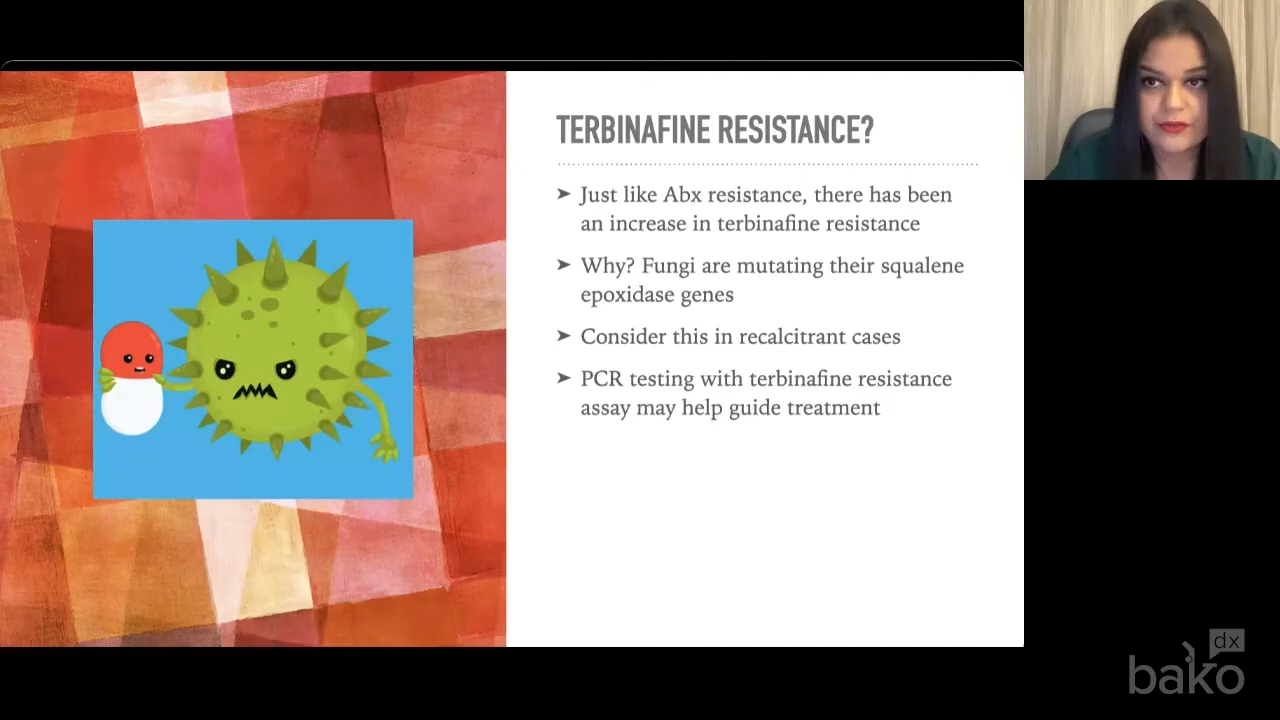 TERBINAFINE RESISTANCE?
➤ Just like Abx resistance, there has been
an increase in terbinafine resistance
➤ Why? Fungi are mutating their squalene
epoxidase genes
➤ Consider this in recalcitrant cases
➤ PCR testing with terbinafine resistance
assay may help guide treatment
dx
bako